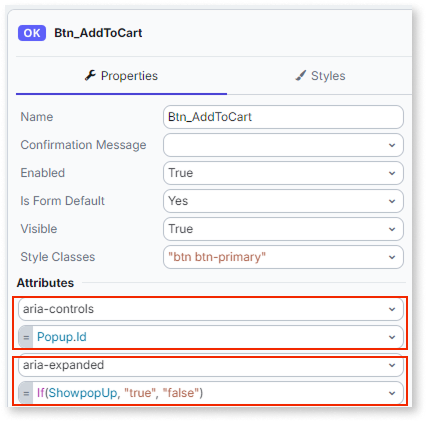 OK Btn_AddToCart
Properties Styles
Name Btn_AddToCart
Confirmation Message
Enabled True
Is Form Default Yes
Visible True
Style Classes "btn btn-primary"
Attributes
aria-controls
= Popup.Id
aria-expanded
= If(ShowpopUp, "true", "false")